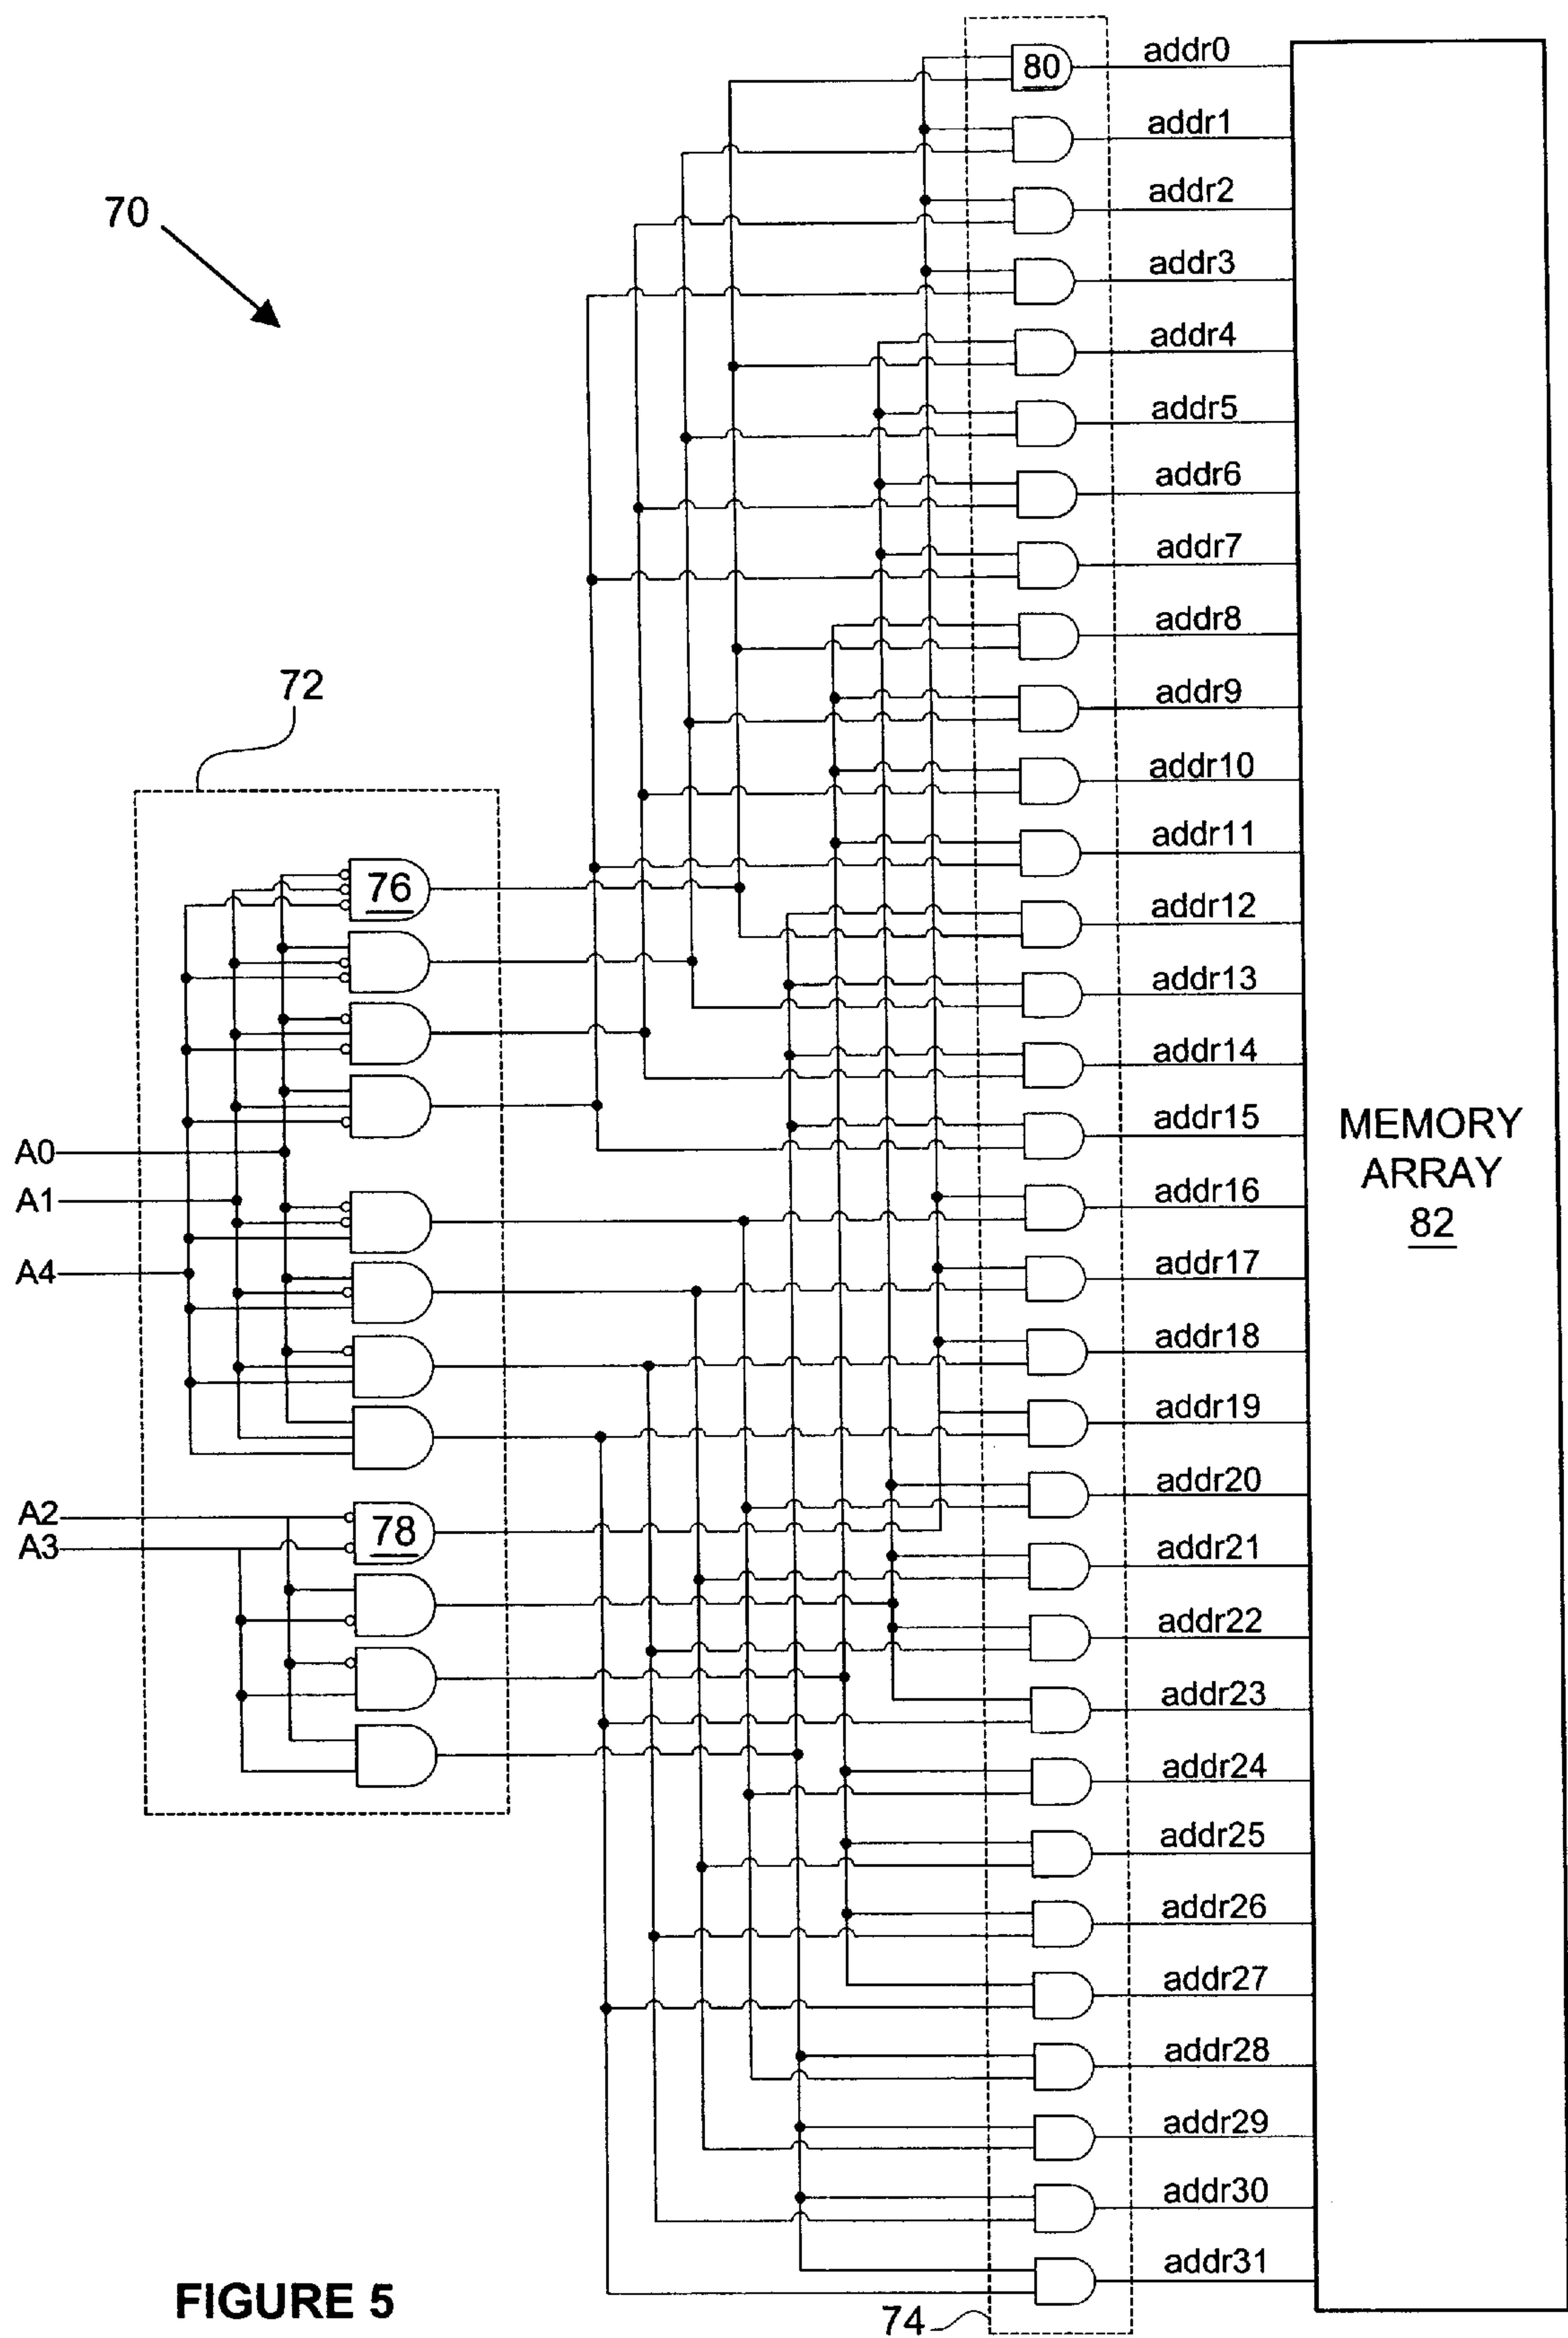 80
addr0
addr1
addr2
70
addr3
addr4
addr5
addr6
addr7
addr8
72
addr9
addr10
addr11
76
addr12
addr13
addr14
MEMORY
ARRAY
82
addr15
A0
A1
addr16
A4
addr17
addr18
addr19
addr20
A2
78
A3
addr21
addr22
addr23
addr24
addr25
addr26
addr27
addr28
addr29
addr30
addr31
FIGURE 5
74